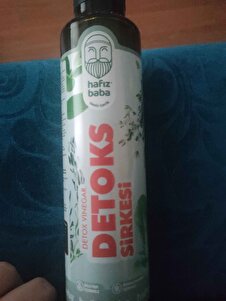 hafız
baba
DETOX VINEGAR
DETOKS
SİRKESİ